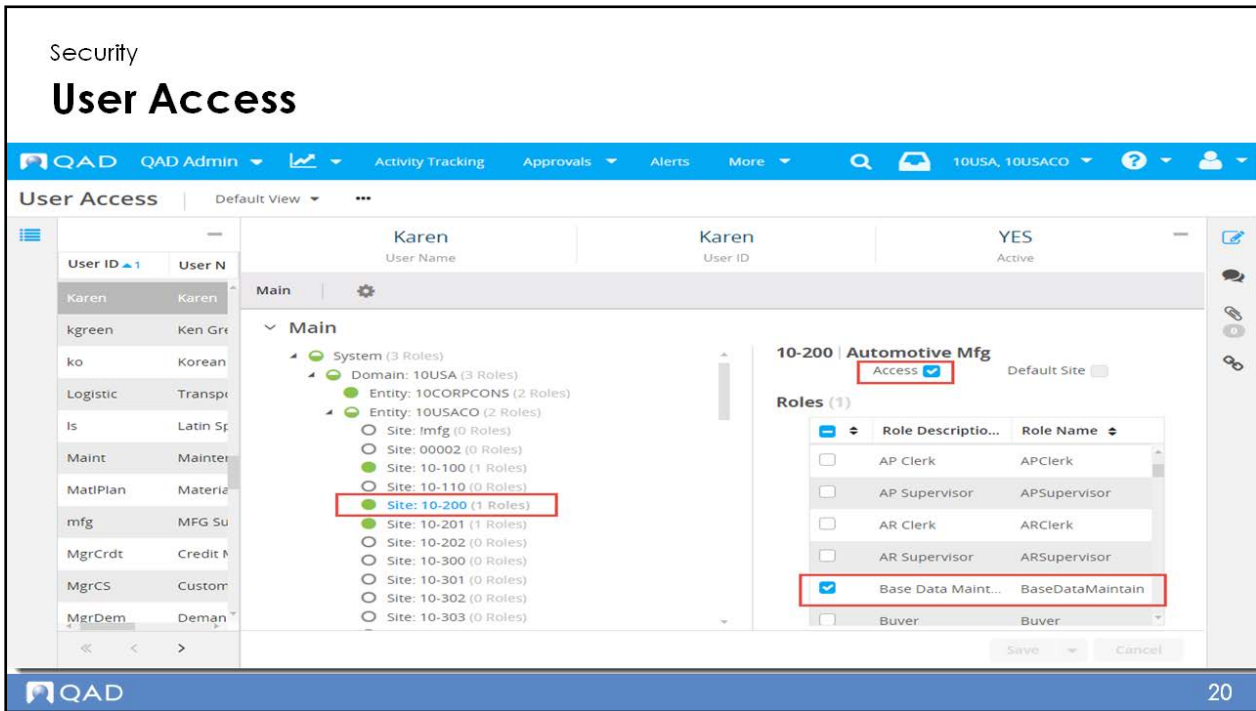 Security
User Access
QAD QAD Admin Activity Tracking Approvals Alerts More 10USA, 10USACO
User Access Default View
User ID 1 User N
Karen Karen
kgreen Ken Gre
ko Korean
Logistic Transpo
ls Latin Sp
Maint Mainten
MatlPlan Materia
mfg MFG Su
MgrCrdt Credit M
MgrCS Custom
MgrDem Deman
Karen Karen YES
User Name User ID Active
Main
Main
System (3 Roles)
Domain: 10USA (3 Roles)
Entity: 10CORPCONS (2 Roles)
Entity: 10USACO (2 Roles)
Site: !mfg (0 Roles)
Site: 00002 (0 Roles)
Site: 10-100 (1 Roles)
Site: 10-110 (0 Roles)
Site: 10-200 (1 Roles)
Site: 10-201 (1 Roles)
Site: 10-202 (0 Roles)
Site: 10-300 (0 Roles)
Site: 10-301 (0 Roles)
Site: 10-302 (0 Roles)
Site: 10-303 (0 Roles)
10-200 | Automotive Mfg
Access Default Site
Roles (1)
Role Descriptio... Role Name
AP Clerk APClerk
AP Supervisor APSupervisor
AR Clerk ARClerk
AR Supervisor ARSupervisor
Base Data Maint... BaseDataMaintain
Buyer Buyer
Save Cancel
0
QAD 20